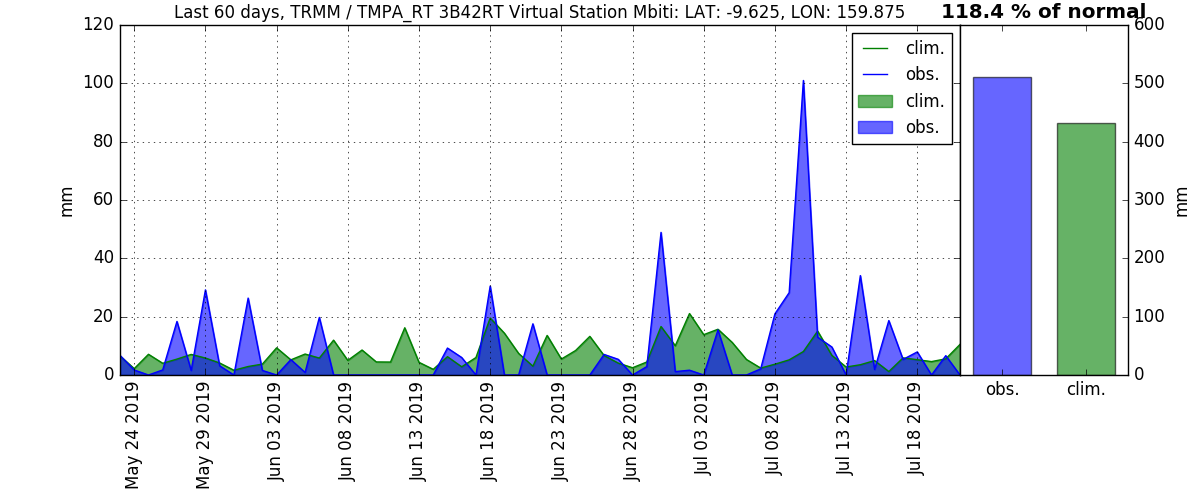 Last 60 days, TRMM / TMPA_RT 3B42RT Virtual Station Mbiti: LAT: -9.625, LON: 159.875
118.4 % of normal
120
100
80
60
40
20
0
mm
clim.
obs.
clim.
obs.
May 24 2019
May 29 2019
Jun 03 2019
Jun 08 2019
Jun 13 2019
Jun 18 2019
Jun 23 2019
Jun 28 2019
Jul 03 2019
Jul 08 2019
Jul 13 2019
Jul 18 2019
600
500
400
300
200
100
0
mm
obs.
clim.